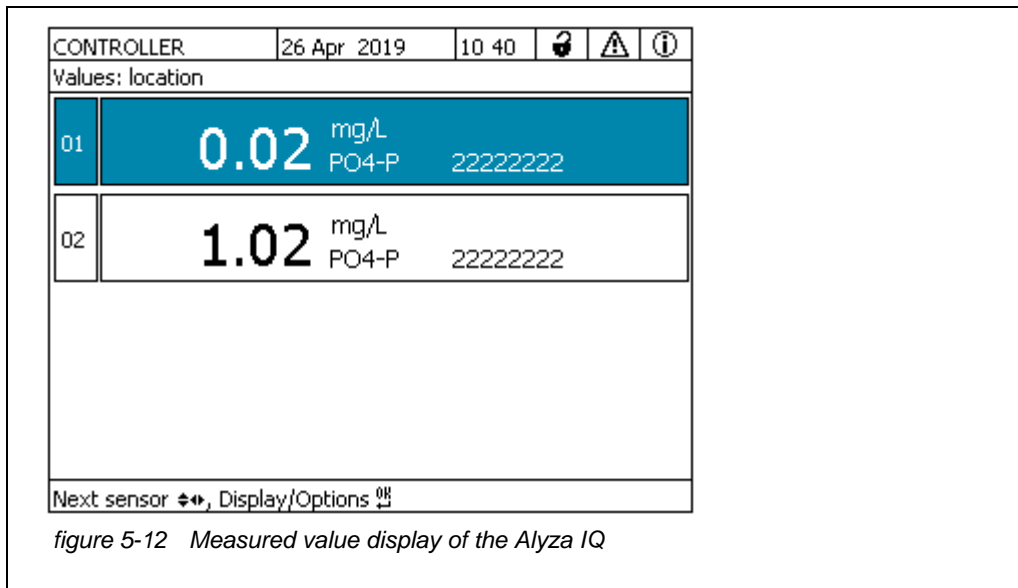 CONTROLLER 26 Apr 2019 10 40
Values: location
01 0.02 mg/L PO4-P 22222222
02 1.02 mg/L PO4-P 22222222
Next sensor , Display/Options OK
figure 5-12 Measured value display of the Alyza IQ